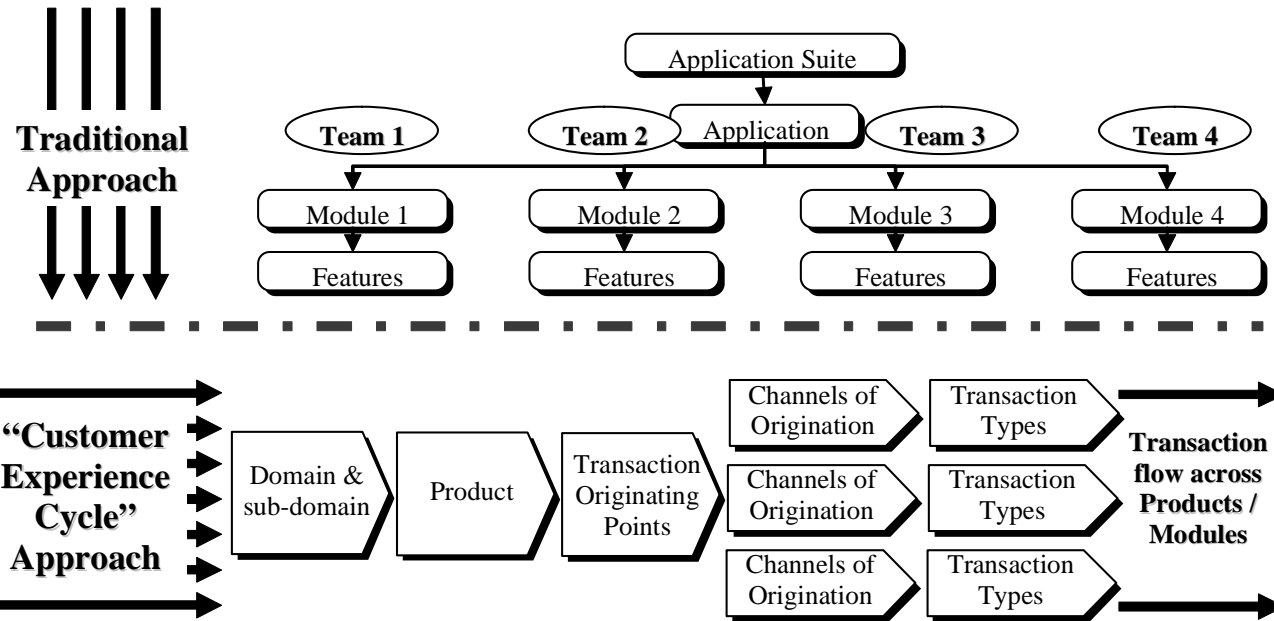 Application Suite
Application
Team 1
Team 2
Team 3
Team 4
Traditional
Approach
Module 1
Module 2
Module 3
Module 4
Features
Features
Features
Features
“Customer
Experience
Cycle”
Approach
Domain &
sub-domain
Product
Transaction
Originating
Points
Channels of
Origination
Transaction
Types
Channels of
Origination
Transaction
Types
Channels of
Origination
Transaction
Types
Transaction
flow across
Products /
Modules